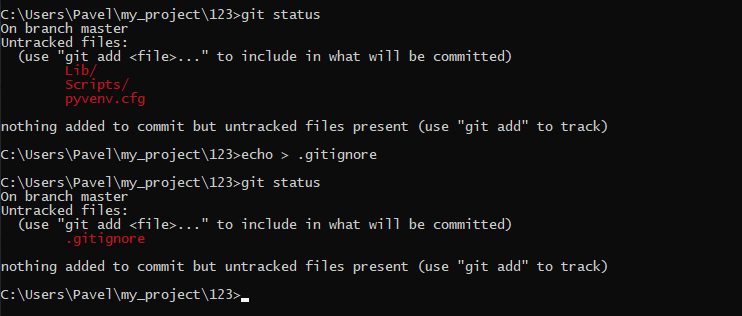 C:\Users\Pavel\my_project\123>git status
On branch master
Untracked files:
  (use "git add <file>..." to include in what will be committed)
        Lib/
        Scripts/
        pyvenv.cfg

nothing added to commit but untracked files present (use "git add" to track)

C:\Users\Pavel\my_project\123>echo > .gitignore

C:\Users\Pavel\my_project\123>git status
On branch master
Untracked files:
  (use "git add <file>..." to include in what will be committed)
        .gitignore

nothing added to commit but untracked files present (use "git add" to track)

C:\Users\Pavel\my_project\123>